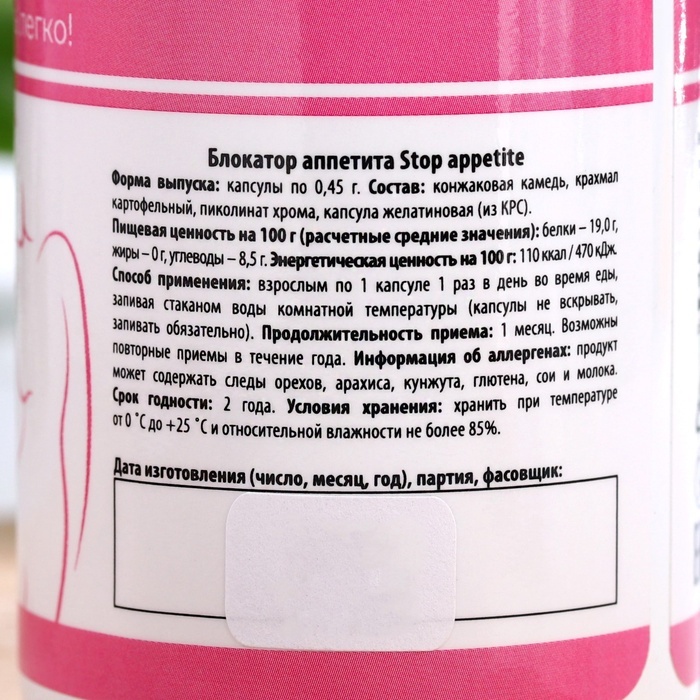 легко!
Блокатор аппетита Stop appetite
Форма выпуска: капсулы по 0,45 г. Состав: конжаковая камедь, крахмал
картофельный, пиколинат хрома, капсула желатиновая (из КРС).
Пищевая ценность на 100 г (расчетные средние значения): белки – 19,0 г,
жиры – 0 г, углеводы – 8,5 г. Энергетическая ценность на 100 г: 110 ккал / 470 кДж.
Способ применения: взрослым по 1 капсуле 1 раз в день во время еды,
запивая стаканом воды комнатной температуры (капсулы не вскрывать,
запивать обязательно). Продолжительность приема: 1 месяц. Возможны
повторные приемы в течение года. Информация об аллергенах: продукт
может содержать следы орехов, арахиса, кунжута, глютена, сои и молока.
Срок годности: 2 года. Условия хранения: хранить при температуре
от 0 ˚С до +25 ˚С и относительной влажности не более 85%.
Дата изготовления (число, месяц, год), партия, фасовщик: